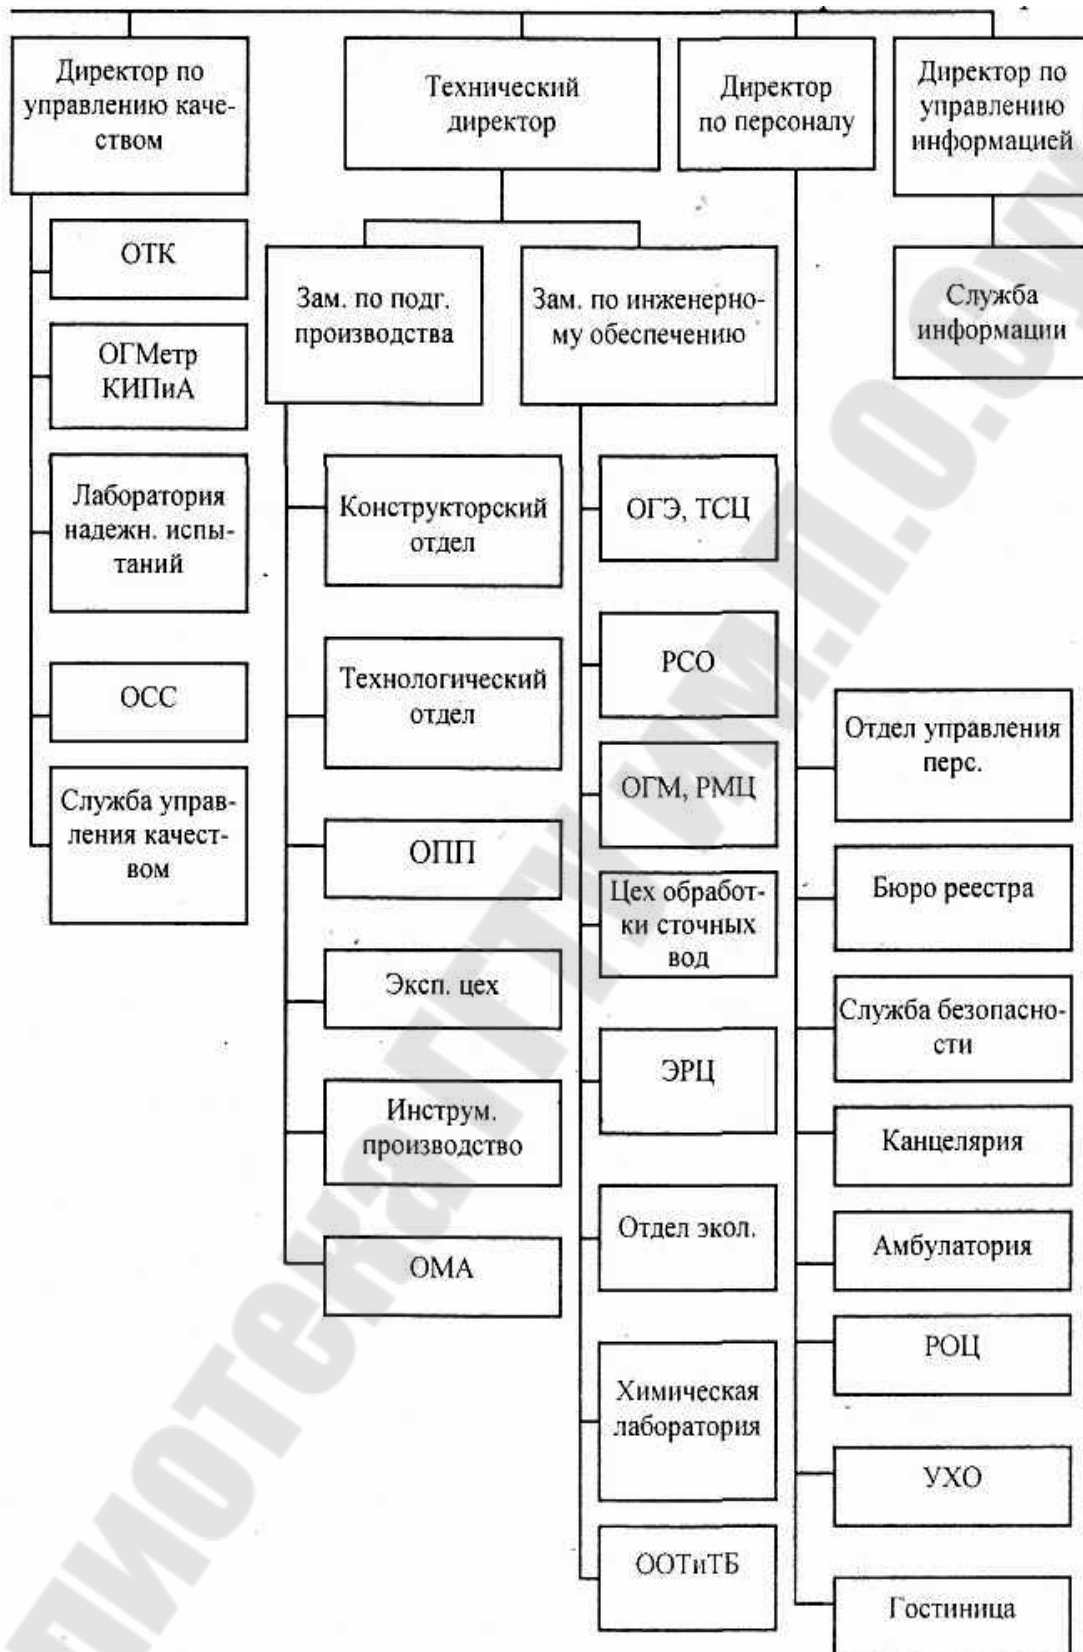 Директор по
управлению каче-
ством
Технический
директор
Директор
по персоналу
Директор по
управлению
информацией
ОТК
ОГМетр
КИПиА
Лаборатория
надежн. испы-
таний
ОСС
Служба управ-
ления качест-
вом
Зам. по подг.
производства
Зам. по инженерно-
му обеспечению
Служба
информации
Конструкторский
отдел
Технологический
отдел
ОПП
Эксп. цех
Инструм.
производство
ОМА
ОГЭ, ТСЦ
РСО
ОГМ, РМЦ
Цех обработ-
ки сточных
вод
ЭРЦ
Отдел экол.
Химическая
лаборатория
ООТиТБ
Отдел управления
перс.
Бюро реестра
Служба безопасно-
сти
Канцелярия
Амбулатория
РОЦ
УХО
Гостиница
лиотека ГГТУ им.П.О.Сух